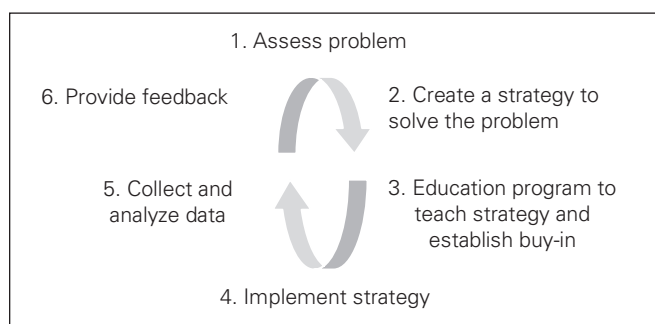 1. Assess problem
2. Create a strategy to
solve the problem
3. Education program to
teach strategy and
establish buy-in
4. Implement strategy
5. Collect and
analyze data
6. Provide feedback